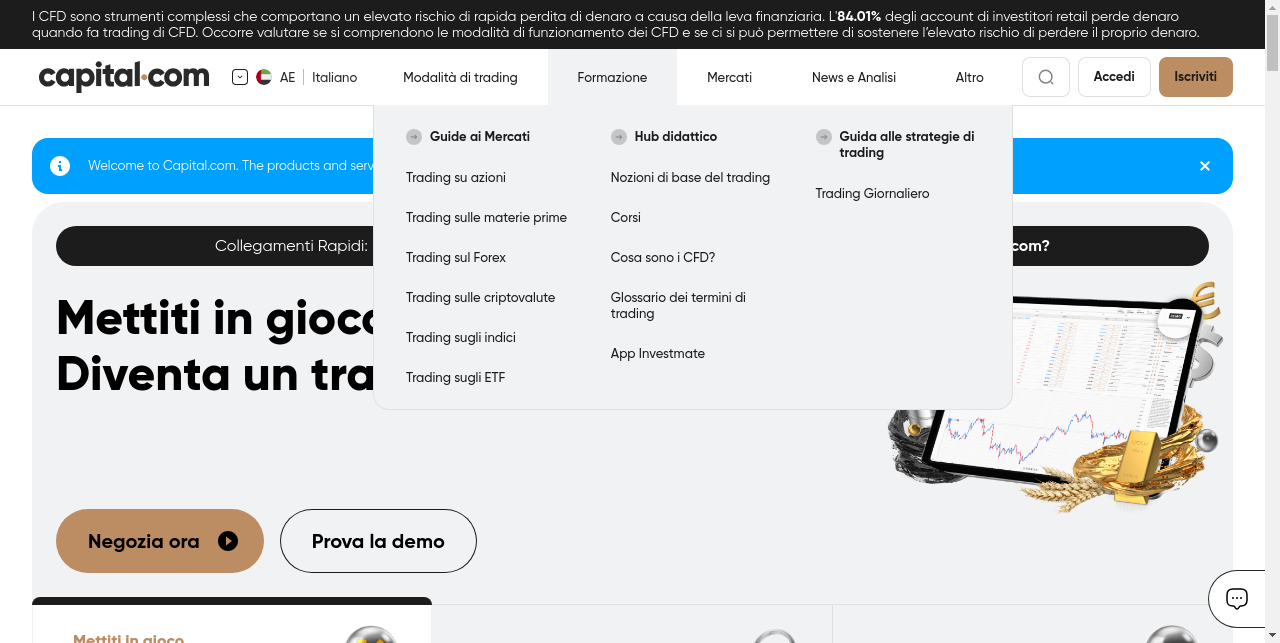 I CFD sono strumenti complessi che comportano un elevato rischio di rapida perdita di denaro a causa della leva finanziaria. L'84.01% degli account di investitori retail perde denaro
quando fa trading di CFD. Occorre valutare se si comprendono le modalità di funzionamento dei CFD e se ci si può permettere di sostenere l'elevato rischio di perdere il proprio denaro.
capital.com
AE
Italiano
Modalità di trading
Formazione
Mercati
News e Analisi
Altro
Accedi
Iscriviti
Guide ai Mercati
Trading su azioni
Trading sulle materie prime
Trading sul Forex
Trading sulle criptovalute
Trading sugli indici
Trading sugli ETF
Hub didattico
Nozioni di base del trading
Corsi
Cosa sono i CFD?
Glossario dei termini di
trading
App Investmate
Guida alle strategie di
trading
Trading Giornaliero
Welcome to Capital.com. The products and
Collegamenti Rapidi:
com?
Mettiti in
Diventa un
Negozia ora
Prova la demo
Mettiti in gioco